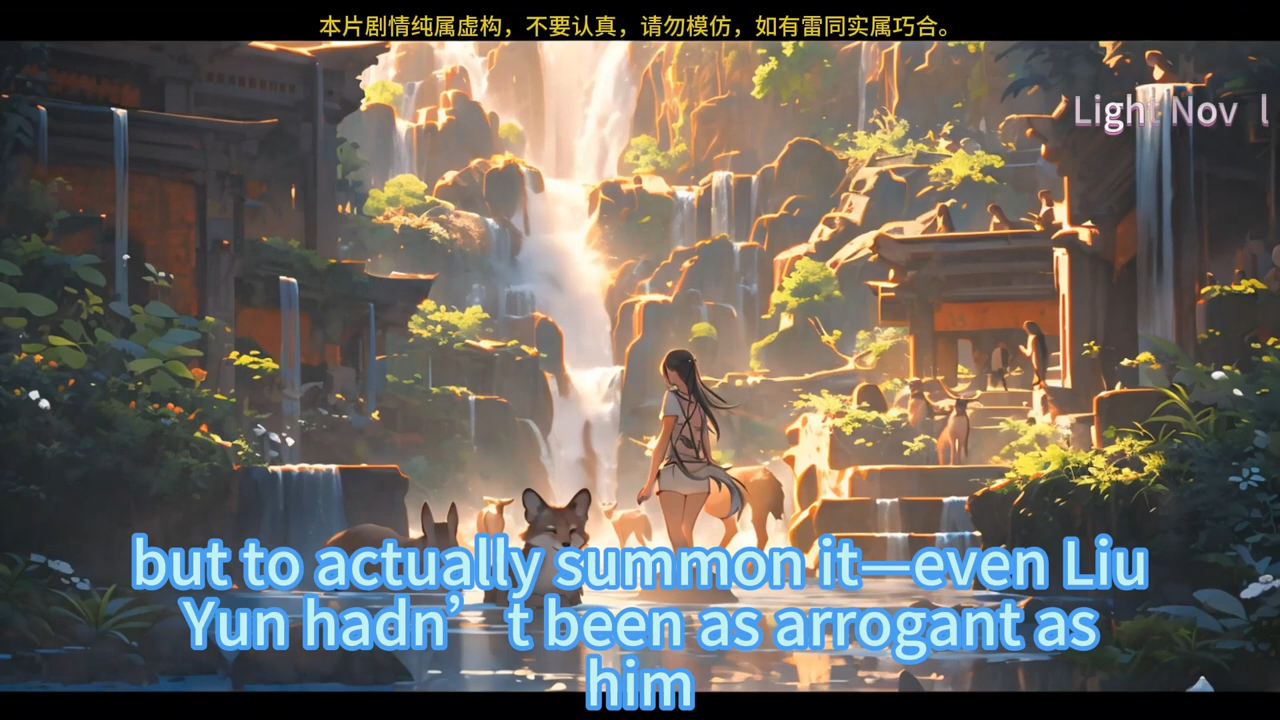 本片剧情纯属虚构，不要认真，请勿模仿，如有雷同实属巧合。
Light Nov l
but to actually summon it—even Liu
Yun hadn’t been as arrogant as
him